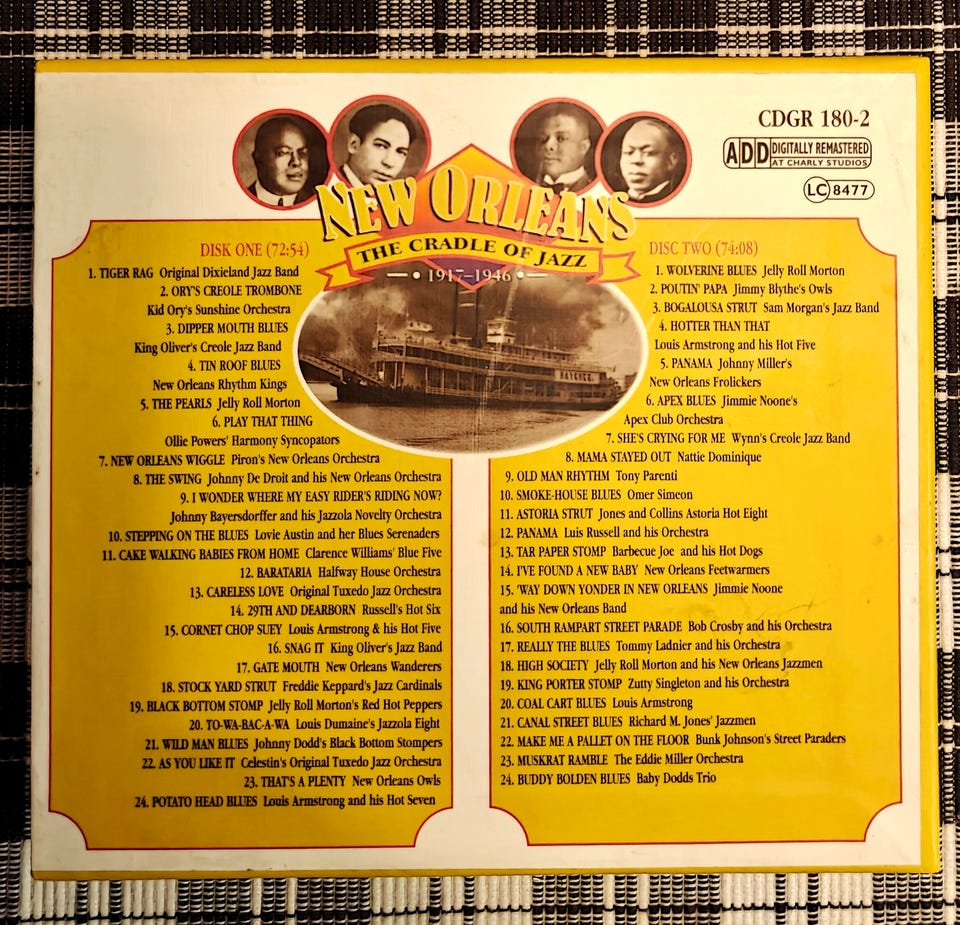 CDGR 180-2
ADD DIGITALLY REMASTERED
AT CHARLY STUDIOS
LC 8477
NEW ORLEANS
THE CRADLE OF JAZZ
1917–1946
DISK ONE (72:54)
1. TIGER RAG Original Dixieland Jazz Band
2. ORY'S CREOLE TROMBONE
Kid Ory's Sunshine Orchestra
3. DIPPER MOUTH BLUES
King Oliver's Creole Jazz Band
4. TIN ROOF BLUES
New Orleans Rhythm Kings
5. THE PEARLS Jelly Roll Morton
6. PLAY THAT THING
Ollie Powers' Harmony Syncopators
7. NEW ORLEANS WIGGLE Piron's New Orleans Orchestra
8. THE SWING Johnny De Droit and his New Orleans Orchestra
9. I WONDER WHERE MY EASY RIDER'S RIDING NOW?
Johnny Bayersdorffer and his Jazzola Novelty Orchestra
10. STEPPING ON THE BLUES Lovie Austin and her Blues Serenaders
11. CAKE WALKING BABIES FROM HOME Clarence Williams' Blue Five
12. BARATARIA Halfway House Orchestra
13. CARELESS LOVE Original Tuxedo Jazz Orchestra
14. 29TH AND DEARBORN Russell's Hot Six
15. CORNET CHOP SUEY Louis Armstrong & his Hot Five
16. SNAG IT King Oliver's Jazz Band
17. GATE MOUTH New Orleans Wanderers
18. STOCK YARD STRUT Freddie Keppard's Jazz Cardinals
19. BLACK BOTTOM STOMP Jelly Roll Morton's Red Hot Peppers
20. TO-WA-BAC-A-WA Louis Dumaine's Jazzola Eight
21. WILD MAN BLUES Johnny Dodd's Black Bottom Stompers
22. AS YOU LIKE IT Celestin's Original Tuxedo Jazz Orchestra
23. THAT'S A PLENTY New Orleans Owls
24. POTATO HEAD BLUES Louis Armstrong and his Hot Seven
DISC TWO (74:08)
1. WOLVERINE BLUES Jelly Roll Morton
2. POUTIN' PAPA Jimmy Blythe's Owls
3. BOGALOUSA STRUT Sam Morgan's Jazz Band
4. HOTTER THAN THAT
Louis Armstrong and his Hot Five
5. PANAMA Johnny Miller's
New Orleans Frolickers
6. APEX BLUES Jimmie Noone's
Apex Club Orchestra
7. SHE'S CRYING FOR ME Wynn's Creole Jazz Band
8. MAMA STAYED OUT Nattie Dominique
9. OLD MAN RHYTHM Tony Parenti
10. SMOKE-HOUSE BLUES Omer Simeon
11. ASTORIA STRUT Jones and Collins Astoria Hot Eight
12. PANAMA Luis Russell and his Orchestra
13. TAR PAPER STOMP Barbecue Joe and his Hot Dogs
14. I'VE FOUND A NEW BABY New Orleans Feetwarmers
15. 'WAY DOWN YONDER IN NEW ORLEANS Jimmie Noone
and his New Orleans Band
16. SOUTH RAMPART STREET PARADE Bob Crosby and his Orchestra
17. REALLY THE BLUES Tommy Ladnier and his Orchestra
18. HIGH SOCIETY Jelly Roll Morton and his New Orleans Jazzmen
19. KING PORTER STOMP Zutty Singleton and his Orchestra
20. COAL CART BLUES Louis Armstrong
21. CANAL STREET BLUES Richard M. Jones' Jazzmen
22. MAKE ME A PALLET ON THE FLOOR Bunk Johnson's Street Paraders
23. MUSKRAT RAMBLE The Eddie Miller Orchestra
24. BUDDY BOLDEN BLUES Baby Dodds Trio